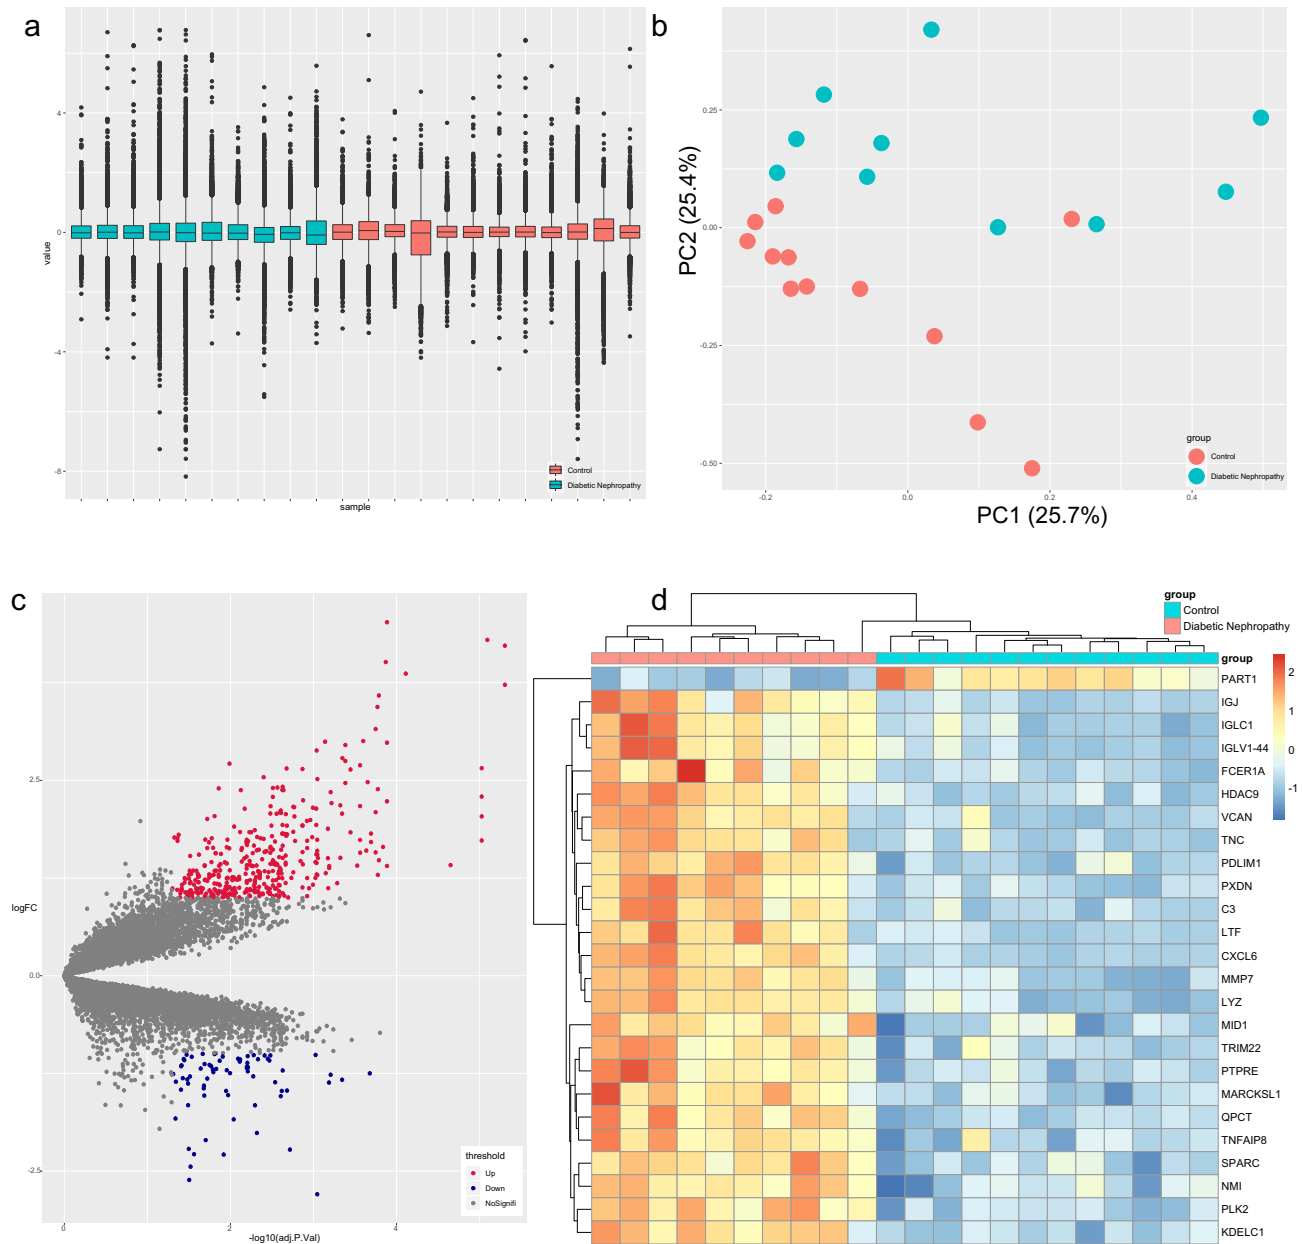 a
4
0
-4
-8
value
sample
Control
Diabetic Nephropathy
b
0.25
0.00
-0.25
-0.50
PC2 (25.4%)
-0.2
0.0
0.2
0.4
PC1 (25.7%)
group
Control
Diabetic Nephropathy
c
2.5
0.0
-2.5
logFC
0
2
4
-log10(adj.P.Val)
threshold
Up
Down
NoSignifi
d
group
Control
Diabetic Nephropathy
group
PART1
IGJ
IGLC1
IGLV1-44
FCER1A
HDAC9
VCAN
TNC
PDLIM1
PXDN
C3
LTF
CXCL6
MMP7
LYZ
MID1
TRIM22
PTPRE
MARCKSL1
QPCT
TNFAIP8
SPARC
NMI
PLK2
KDELC1
2
1
0
-1